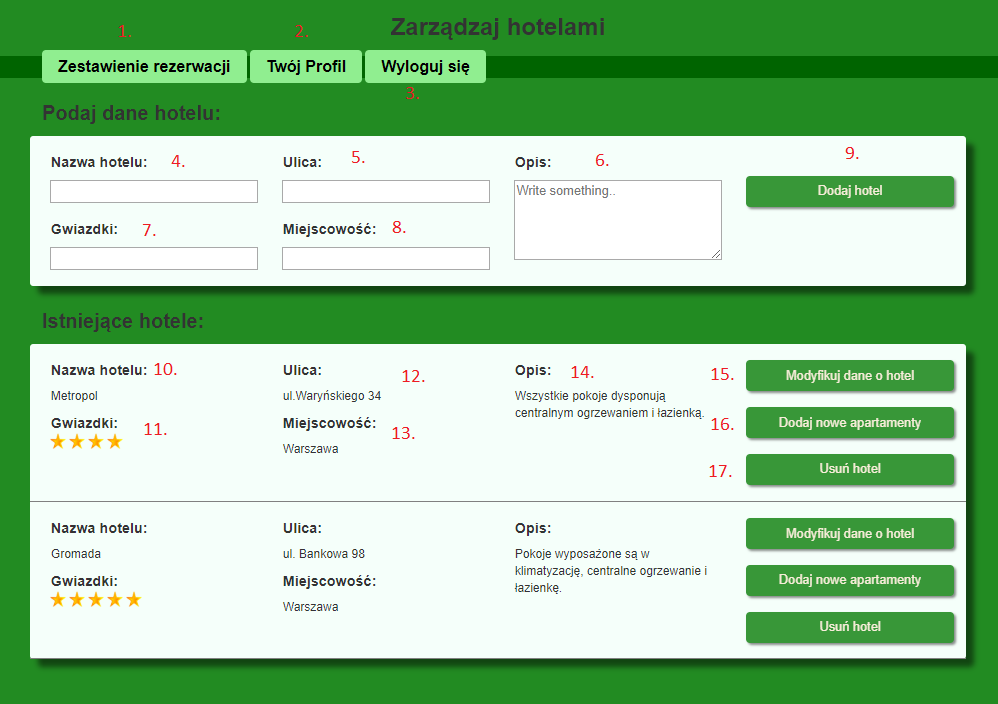 1. 2. Zarządzaj hotelami
Zestawienie rezerwacji Twój Profil Wyloguj się
3.
Podaj dane hotelu:
Nazwa hotelu: 4. Ulica: 5. Opis: 6. 9.
Write something.. Dodaj hotel
Gwiazdki: 7. Miejscowość: 8.
Istniejące hotele:
Nazwa hotelu: 10. Ulica: 12. Opis: 14. 15. Modyfikuj dane o hotel
Metropol ul.Waryńskiego 34 Wszystkie pokoje dysponują
centralnym ogrzewaniem i łazienką.
Gwiazdki: 11. Miejscowość: 13. 16. Dodaj nowe apartamenty
Warszawa
17. Usuń hotel
Nazwa hotelu: Ulica: Opis: Modyfikuj dane o hotel
Gromada ul. Bankowa 98 Pokoje wyposażone są w
klimatyzację, centralne ogrzewanie i
łazienkę.
Gwiazdki: Miejscowość: Dodaj nowe apartamenty
Warszawa
Usuń hotel